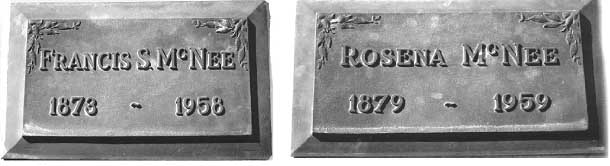 FRANCIS S. McNEE
1873 ~ 1958
ROSENA McNEE
1879 ~ 1959